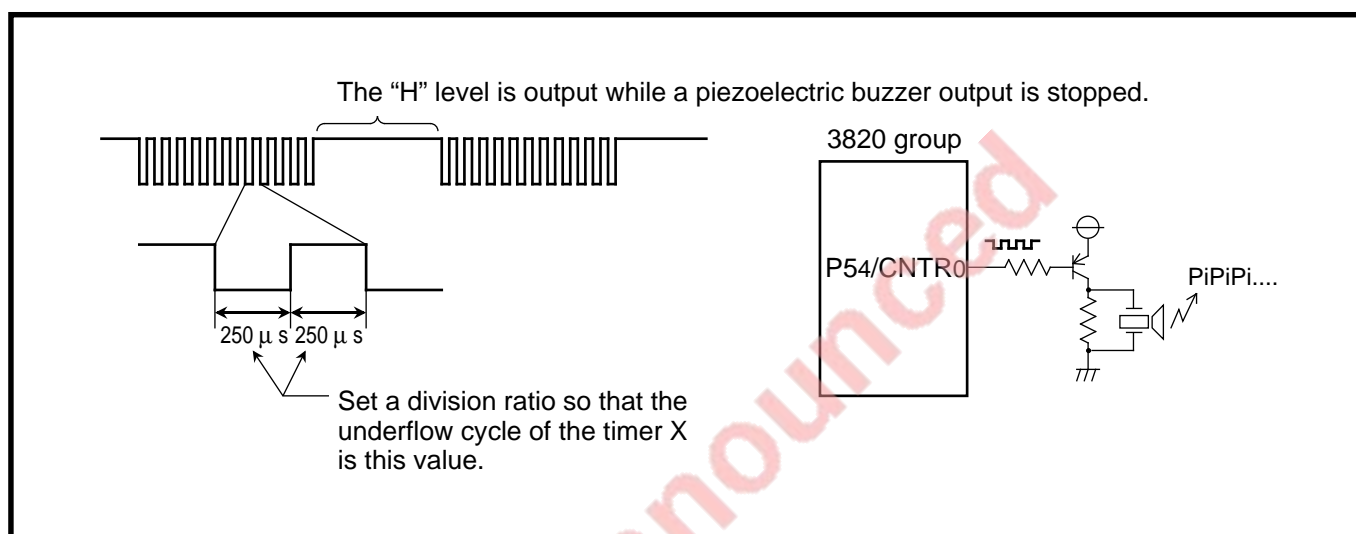 The “H” level is output while a piezoelectric buzzer output is stopped.
3820 group
P54/CNTR0
PiPiPi....
250 μ s 250 μ s
Set a division ratio so that the
underflow cycle of the timer X
is this value.
nounced